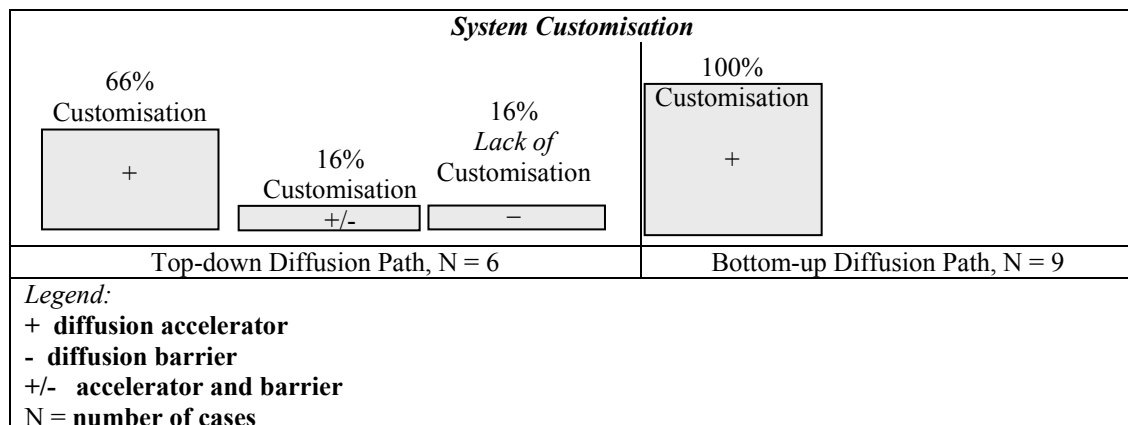 System Customisation
66%
Customisation
+
16%
Customisation
+/-
16%
Lack of
Customisation
–
100%
Customisation
+
Top-down Diffusion Path, N = 6
Bottom-up Diffusion Path, N = 9
Legend:
+ diffusion accelerator
- diffusion barrier
+/- accelerator and barrier
N = number of cases